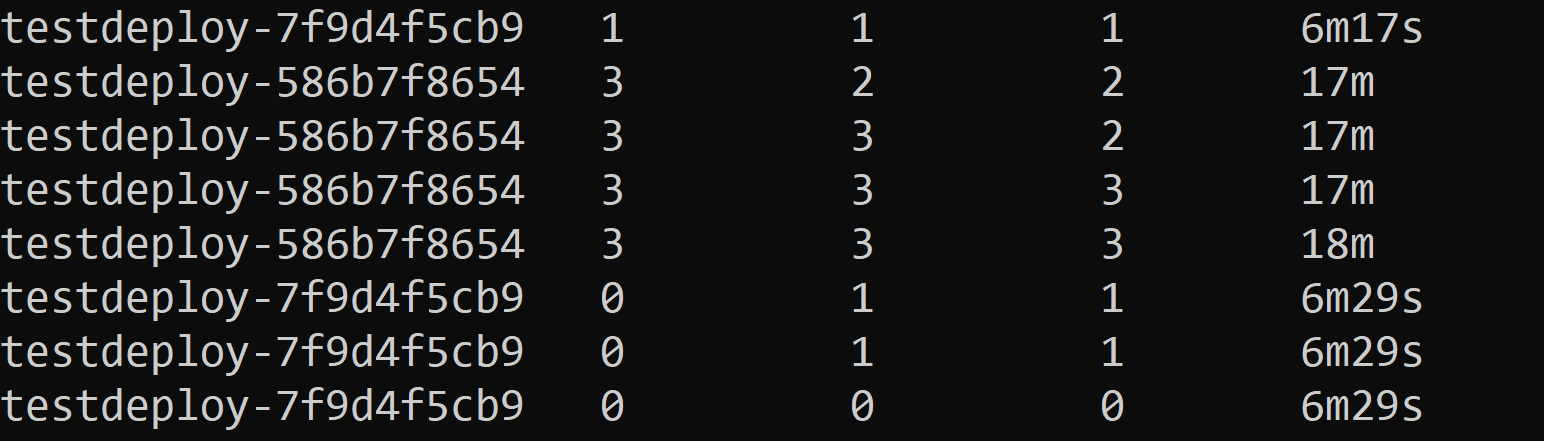 testdeploy-7f9d4f5cb9 1 1 1 6m17s
testdeploy-586b7f8654 3 2 2 17m
testdeploy-586b7f8654 3 3 2 17m
testdeploy-586b7f8654 3 3 3 17m
testdeploy-586b7f8654 3 3 3 18m
testdeploy-7f9d4f5cb9 0 1 1 6m29s
testdeploy-7f9d4f5cb9 0 1 1 6m29s
testdeploy-7f9d4f5cb9 0 0 0 6m29s